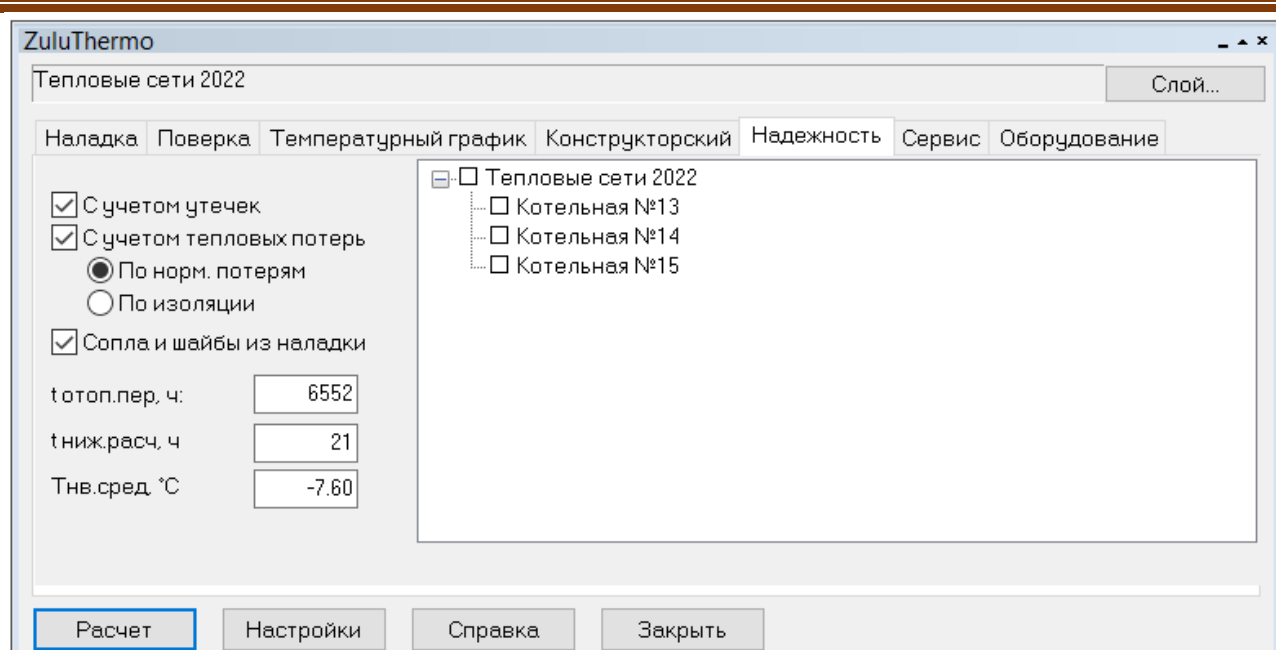 ZuluThermo
Тепловые сети 2022
Слой...
Наладка Поверка Температурный график Конструкторский Надежность Сервис Оборудование
С учетом утечек
С учетом тепловых потерь
По норм. потерям
По изоляции
Сопла и шайбы из наладки
t отоп.пер, ч: 6552
t ниж.расч, ч 21
Тнв.сред, °C -7.60
Тепловые сети 2022
Котельная №13
Котельная №14
Котельная №15
Расчет Настройки Справка Закрыть